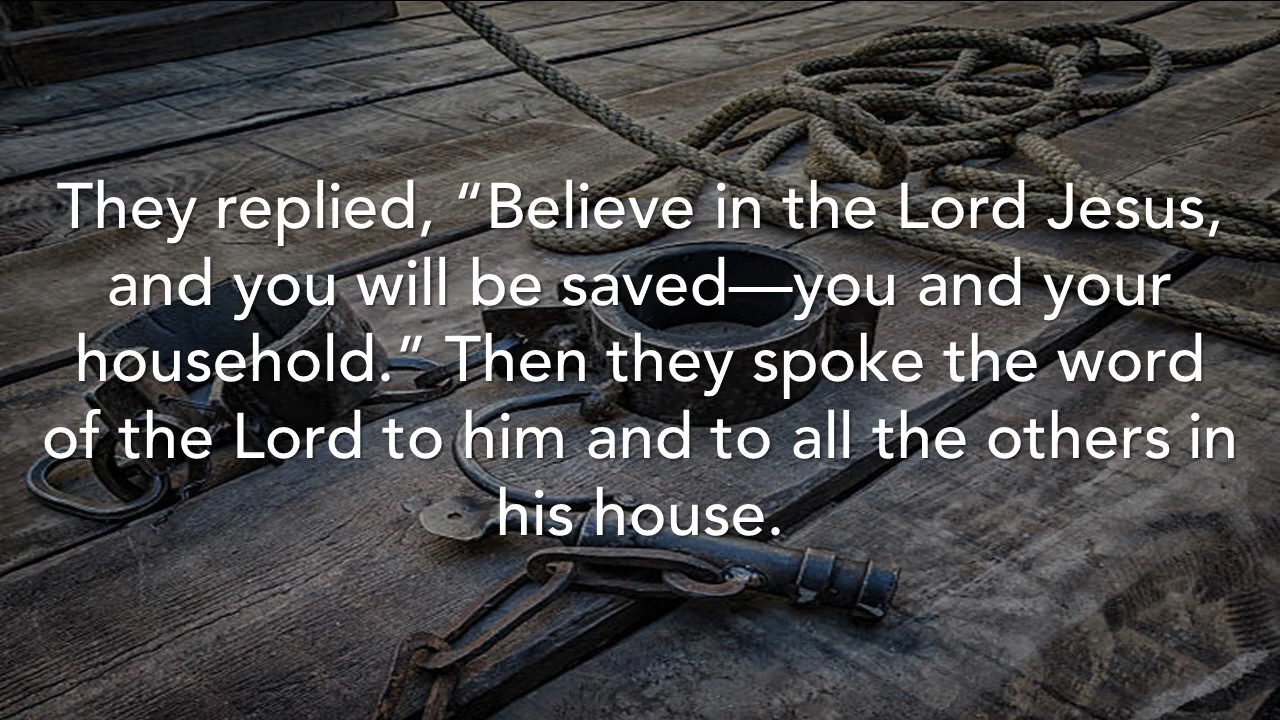 They replied, “Believe in the Lord Jesus,
and you will be saved—you and your
household.” Then they spoke the word
of the Lord to him and to all the others in
his house.